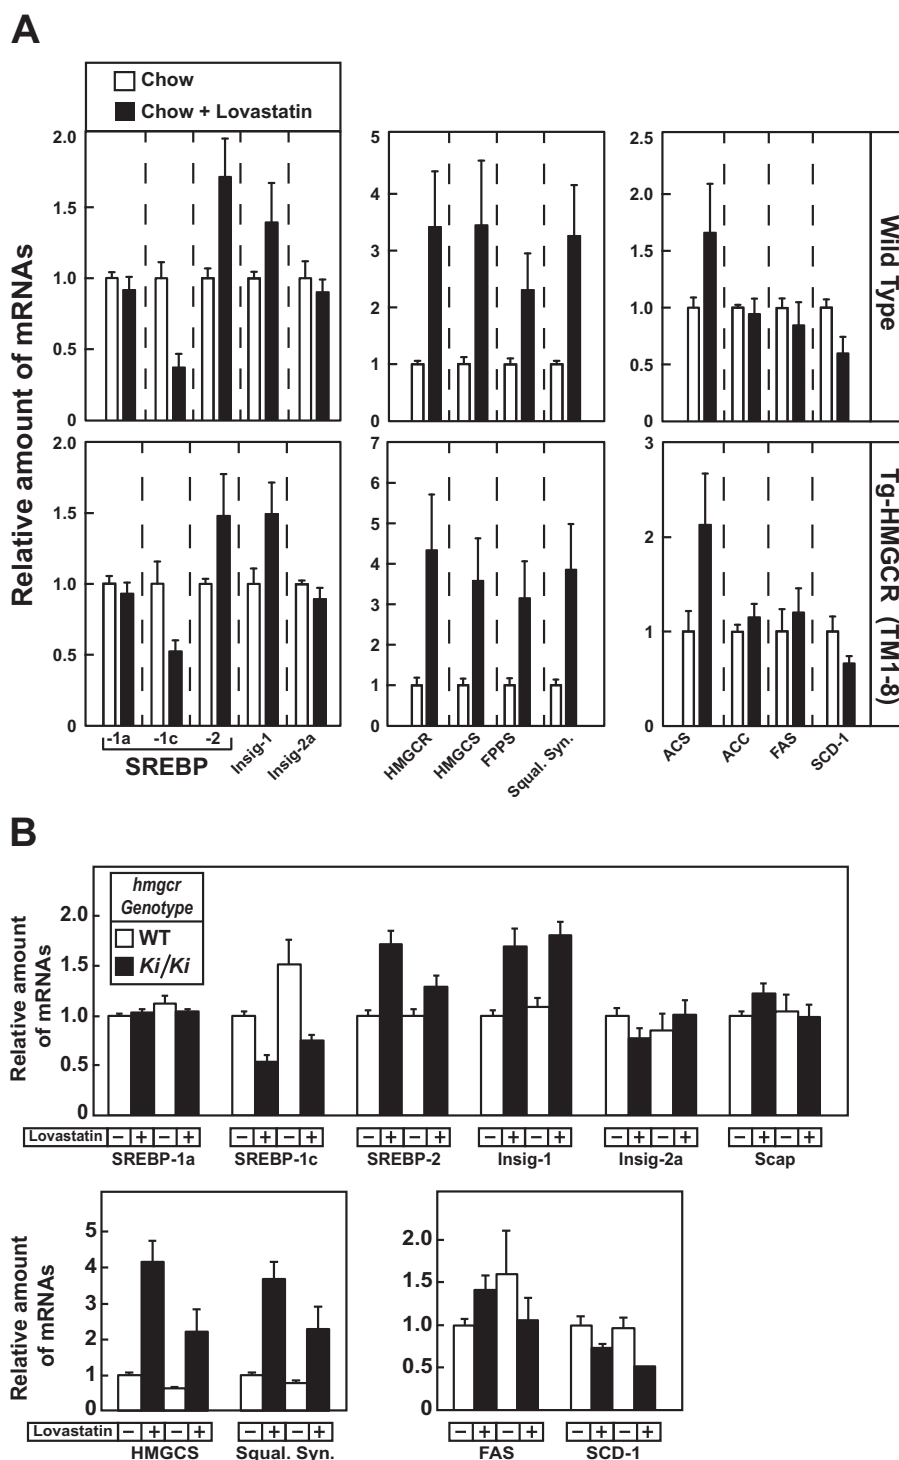 A
Chow
Chow + Lovastatin
Relative amount of mRNAs
2.0
1.5
1.0
0.5
0
5
4
3
2
1
0
2.5
2.0
1.5
1.0
0.5
0
Wild Type
2.0
1.5
1.0
0.5
0
7
6
5
4
3
2
1
0
3
2
1
0
Tg-HMGCR (TM1-8)
-1a -1c -2 Insig-1 Insig-2a
SREBP
HMGCR HMGCS FPPS Squal. Syn.
ACS ACC FAS SCD-1
B
hmgcr
Genotype
WT
Ki/Ki
Relative amount
of mRNAs
2.0
1.5
1.0
0.5
0
Lovastatin − + − + − + − + − + − + − + − + − + − + − + − +
SREBP-1a SREBP-1c SREBP-2 Insig-1 Insig-2a Scap
Relative amount
of mRNAs
5
4
3
2
1
0
2.0
1.5
1.0
0.5
0
Lovastatin − + − + − + − + − + − + − + − +
HMGCS Squal. Syn. FAS SCD-1